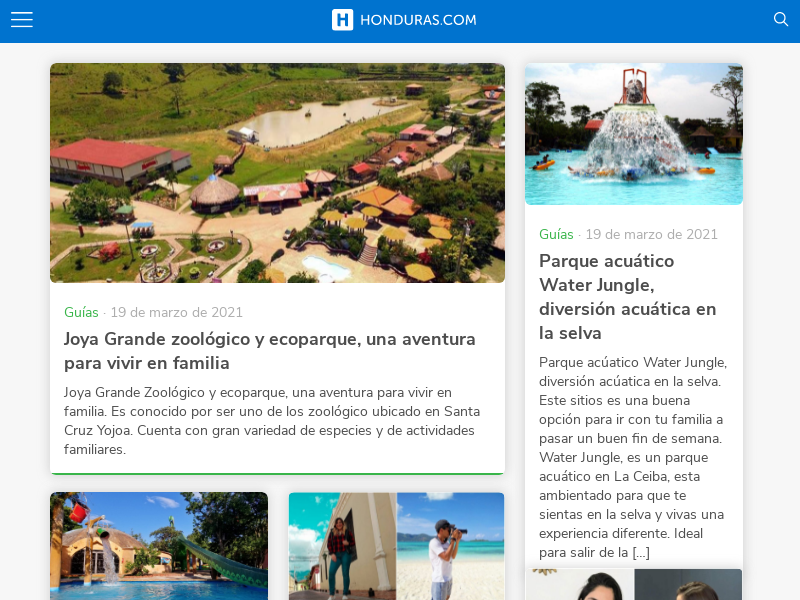 H HONDURAS.COM
Guías · 19 de marzo de 2021
Joya Grande zoológico y ecoparque, una aventura
para vivir en familia
Joya Grande Zoológico y ecoparque, una aventura para vivir en
familia. Es conocido por ser uno de los zoológico ubicado en Santa
Cruz Yojoa. Cuenta con gran variedad de especies y de actividades
familiares.
Guías · 19 de marzo de 2021
Parque acuático
Water Jungle,
diversión acuática en
la selva
Parque acúatico Water Jungle,
diversión acúatica en la selva.
Este sitios es una buena
opción para ir con tu familia a
pasar un buen fin de semana.
Water Jungle, es un parque
acuático en La Ceiba, esta
ambientado para que te
sientas en la selva y vivas una
experiencia diferente. Ideal
para salir de la [...]